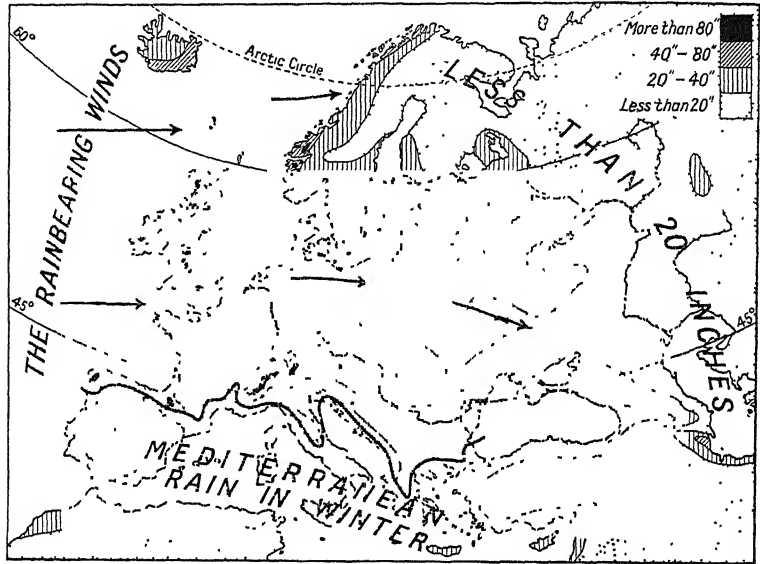 More than 80"
40"–80"
20"–40"
Less than 20"
60°
Arctic Circle
THE RAINBEARING WINDS
LESS THAN 20 INCHES
45°
45°
MEDITERRANEAN
RAIN IN WINTER